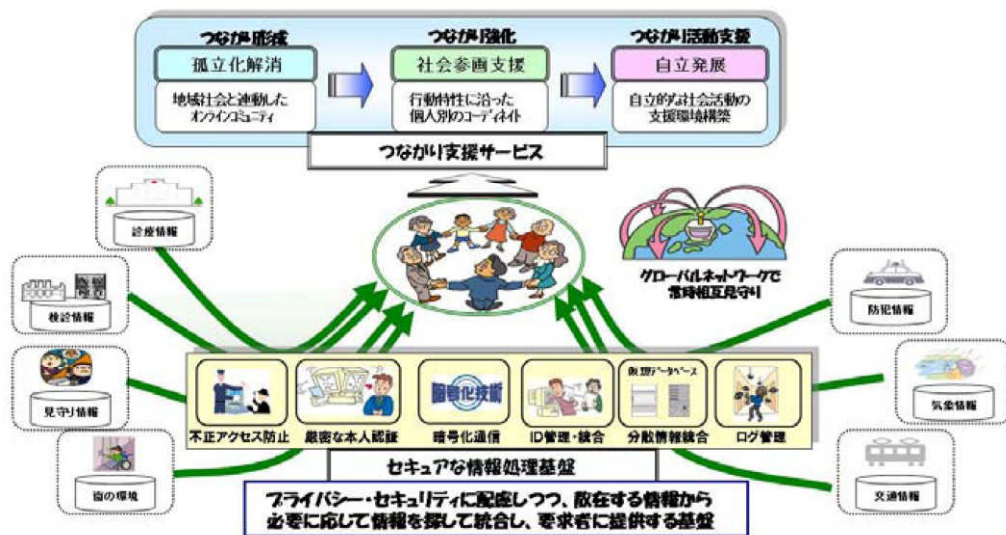 つながり形成
つながり強化
つながり活動支援
孤立化解消
社会参画支援
自立発展
地域社会と連動した
オンラインコミュニティ
行動特性に沿った
個人別のコーディネイト
自立的な社会活動の
支援環境構築
つながり支援サービス
診療情報
グローバルネットワークで
常時相互見守り
検診情報
防犯情報
見守り情報
気象情報
暗号化技術
仮想データベース
不正アクセス防止
厳密な本人認証
暗号化通信
ID管理・統合
分散情報統合
ログ管理
街の環境
交通情報
セキュアな情報処理基盤
プライバシー・セキュリティに配慮しつつ、散在する情報から
必要に応じて情報を探して統合し、要求者に提供する基盤